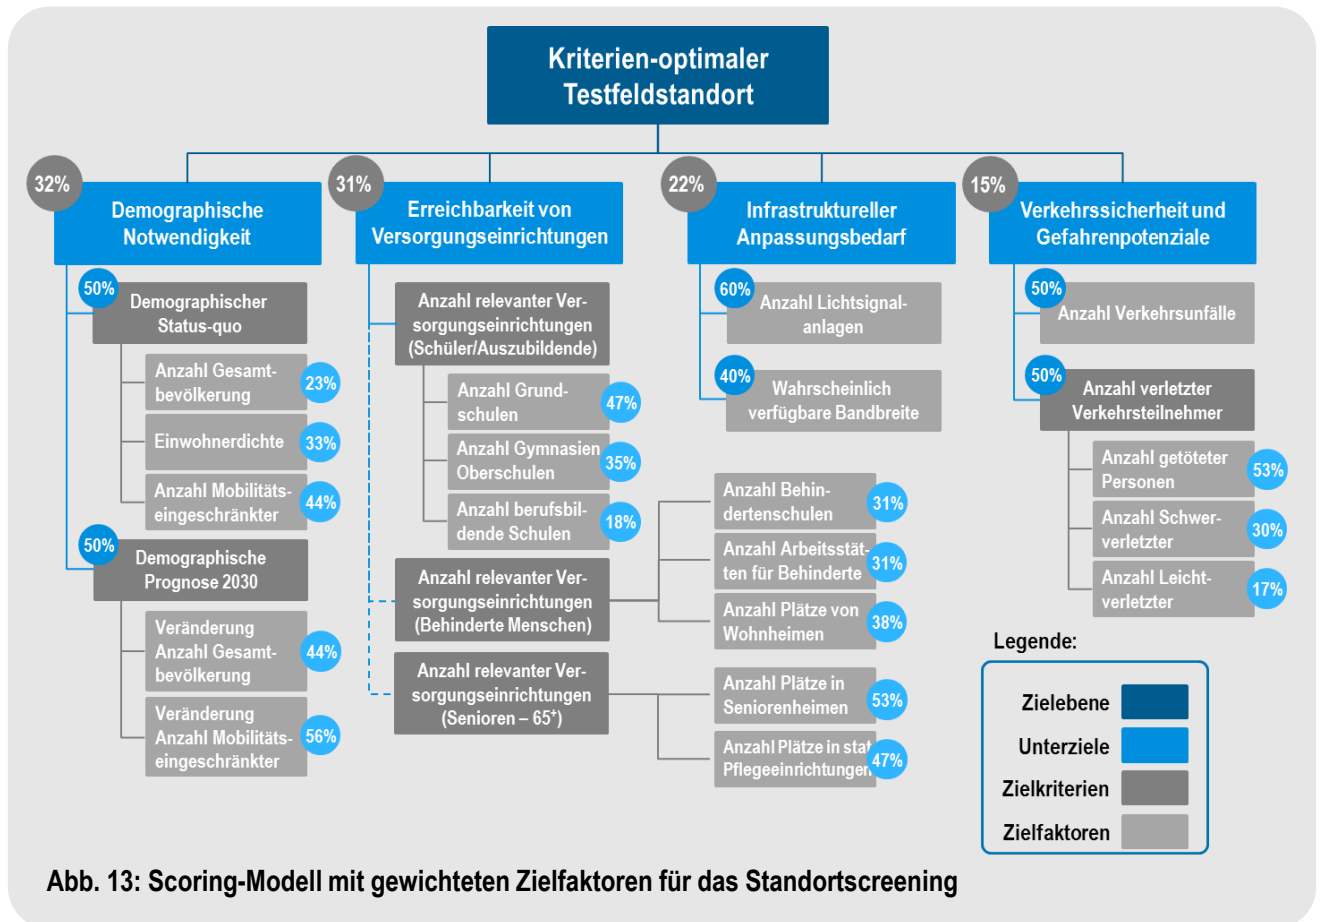 Kriterien-optimaler
Testfeldstandort
32%
Demographische
Notwendigkeit
50%
Demographischer
Status-quo
Anzahl Gesamt-
bevölkerung
23%
Einwohnerdichte
33%
Anzahl Mobilitäts-
eingeschränkter
44%
50%
Demographische
Prognose 2030
Veränderung
Anzahl Gesamt-
bevölkerung
44%
Veränderung
Anzahl Mobilitäts-
eingeschränkter
56%
31%
Erreichbarkeit von
Versorgungseinrichtungen
Anzahl relevanter Ver-
sorgungseinrichtungen
(Schüler/Auszubildende)
Anzahl Grund-
schulen
47%
Anzahl Gymnasien
Oberschulen
35%
Anzahl berufsbil-
dende Schulen
18%
Anzahl relevanter Ver-
sorgungseinrichtungen
(Behinderte Menschen)
Anzahl Behin-
dertenschulen
31%
Anzahl Arbeitsstät-
ten für Behinderte
31%
Anzahl Plätze von
Wohnheimen
38%
Anzahl relevanter Ver-
sorgungseinrichtungen
(Senioren – 65+)
Anzahl Plätze in
Seniorenheimen
53%
Anzahl Plätze in stat
Pflegeeinrichtungen
47%
22%
Infrastruktureller
Anpassungsbedarf
60%
Anzahl Lichtsignal-
anlagen
40%
Wahrscheinlich
verfügbare Bandbreite
15%
Verkehrssicherheit und
Gefahrenpotenziale
50%
Anzahl Verkehrsunfälle
50%
Anzahl verletzter
Verkehrsteilnehmer
Anzahl getöteter
Personen
53%
Anzahl Schwer-
verletzter
30%
Anzahl Leicht-
verletzter
17%
Legende:
Zielebene
Unterziele
Zielkriterien
Zielfaktoren
Abb. 13: Scoring-Modell mit gewichteten Zielfaktoren für das Standortscreening